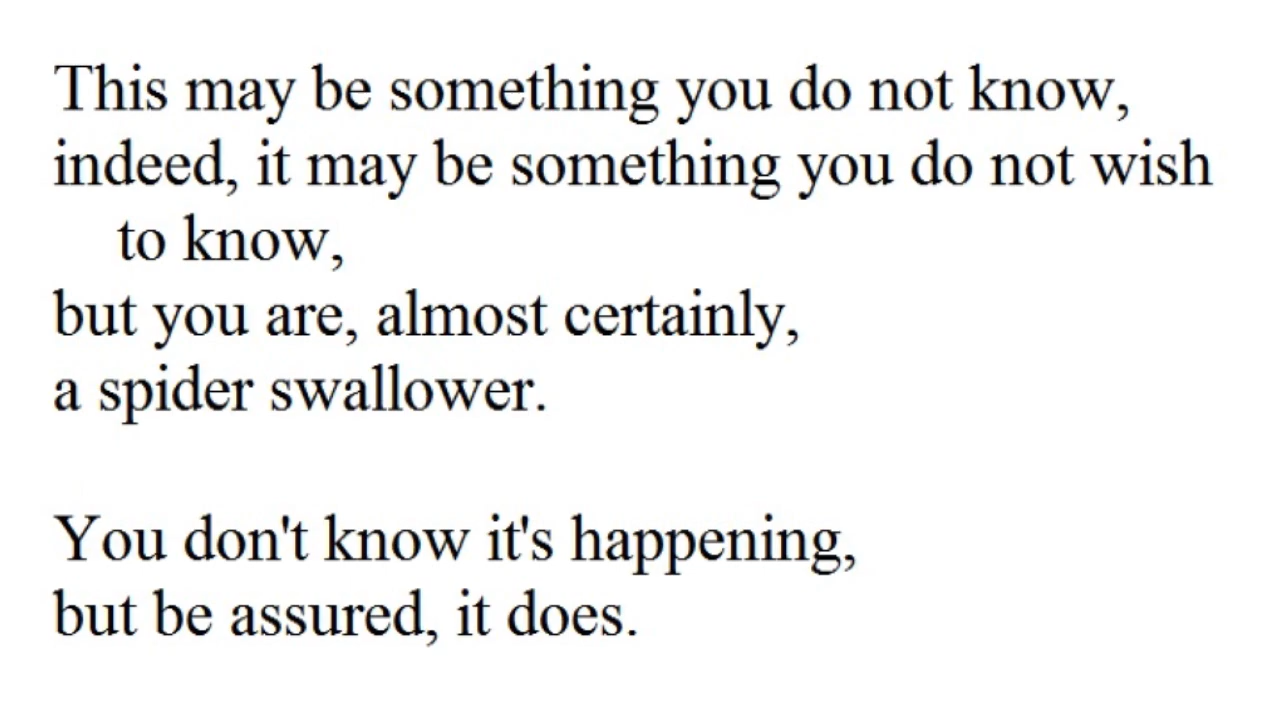 This may be something you do not know,
indeed, it may be something you do not wish
to know,
but you are, almost certainly,
a spider swallower.
You don't know it's happening,
but be assured, it does.